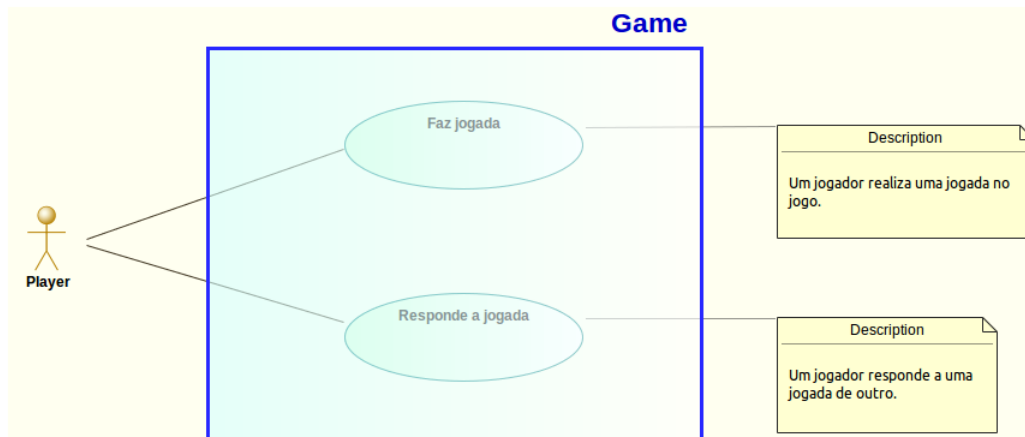 Game
Faz jogada
Description
Um jogador realiza uma jogada no
jogo.
Player
Responde a jogada
Description
Um jogador responde a uma
jogada de outro.